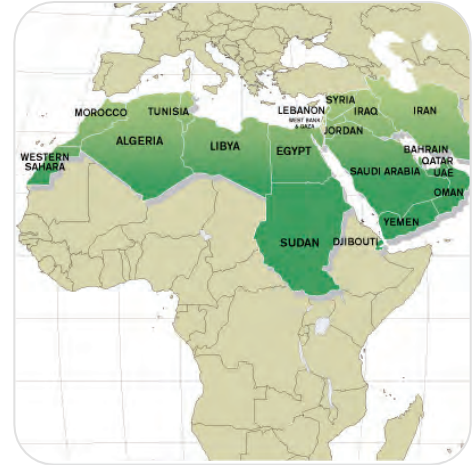 SYRIA
LEBANON
IRAQ
IRAN
WEST BANK
& GAZA
MOROCCO
TUNISIA
JORDAN
ALGERIA
LIBYA
EGYPT
BAHRAIN
QATAR
WESTERN
SAHARA
SAUDI ARABIA
UAE
OMAN
YEMEN
SUDAN
DJIBOUTI